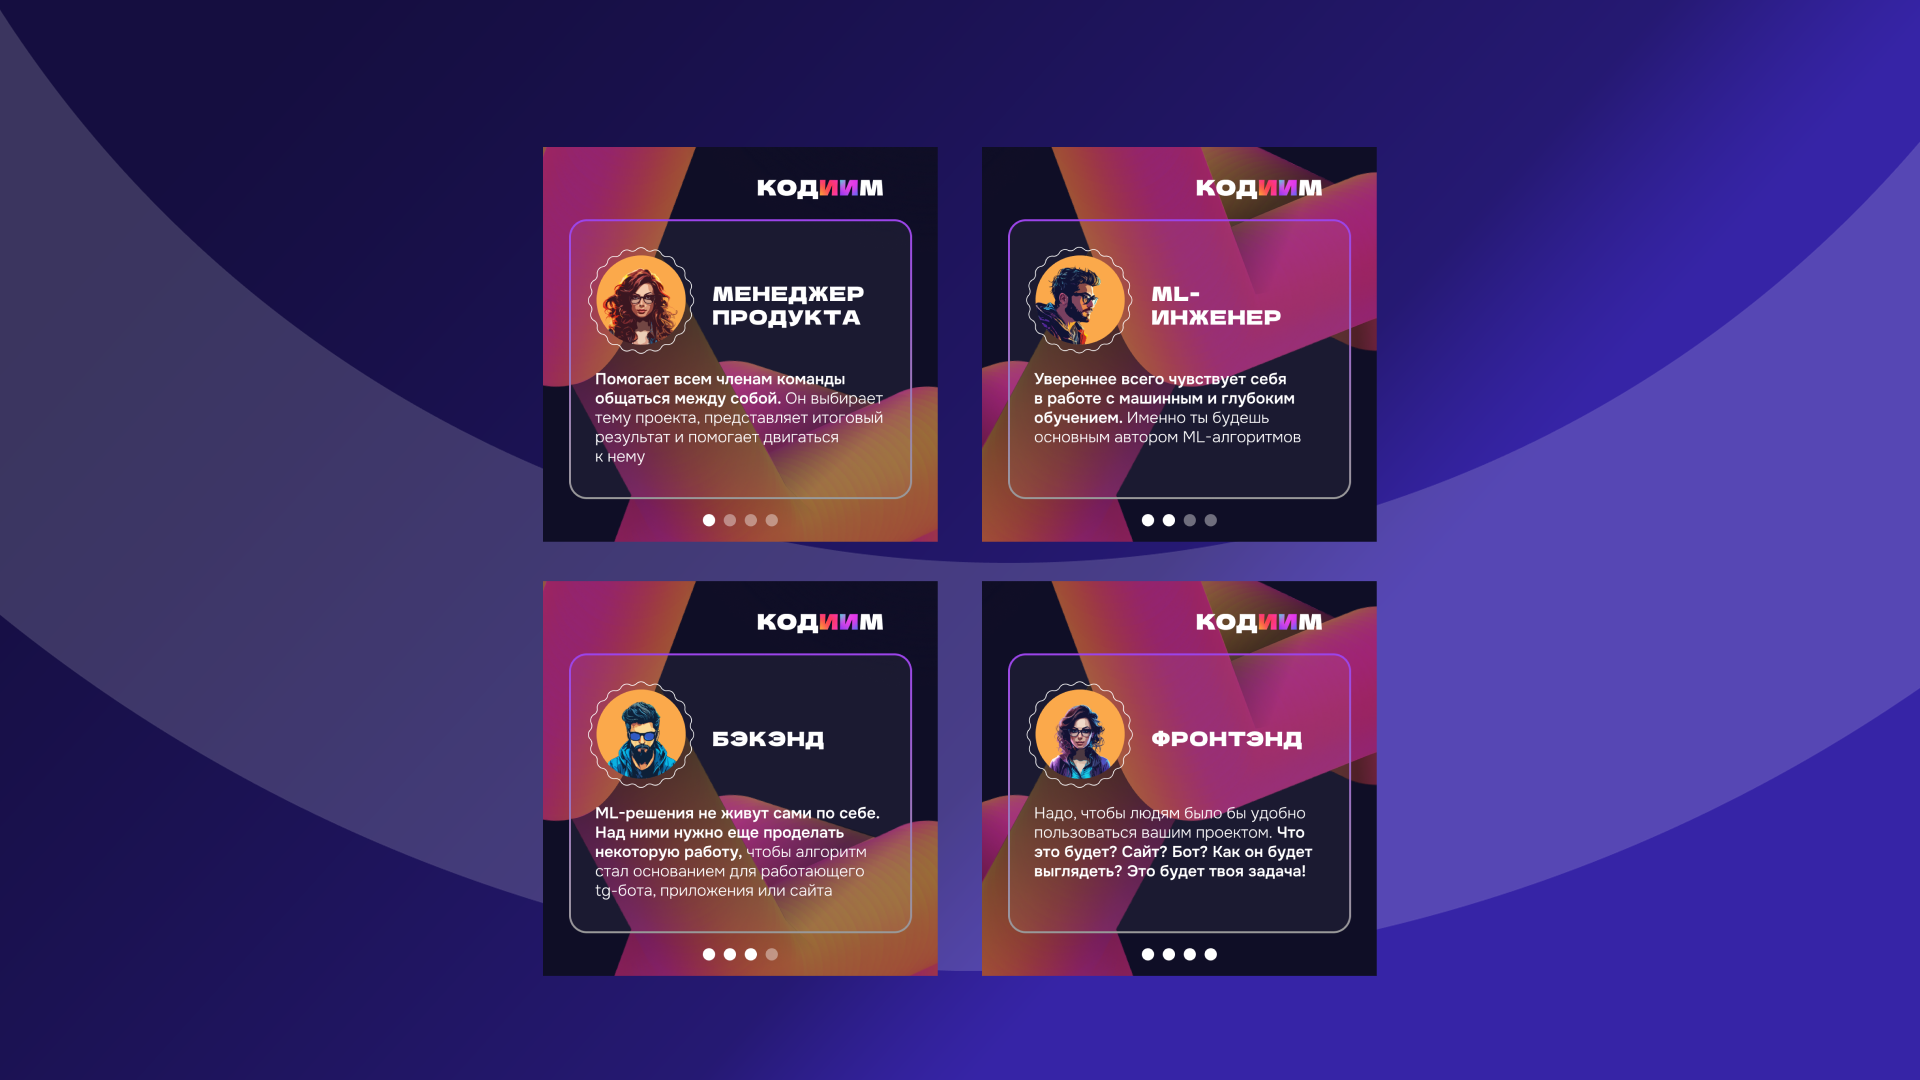 КОДИИМ
МЕНЕДЖЕР
ПРОДУКТА
Помогает всем членам команды
общаться между собой. Он выбирает
тему проекта, представляет итоговый
результат и помогает двигаться
к нему
КОДИИМ
ML-
ИНЖЕНЕР
Увереннее всего чувствует себя
в работе с машинным и глубоким
обучением. Именно ты будешь
основным автором ML-алгоритмов
КОДИИМ
БЭКЭНД
ML-решения не живут сами по себе.
Над ними нужно еще проделать
некоторую работу, чтобы алгоритм
стал основанием для работающего
tg-бота, приложения или сайта
КОДИИМ
ФРОНТЭНД
Надо, чтобы людям было бы удобно
пользоваться вашим проектом. Что
это будет? Сайт? Бот? Как он будет
выглядеть? Это будет твоя задача!